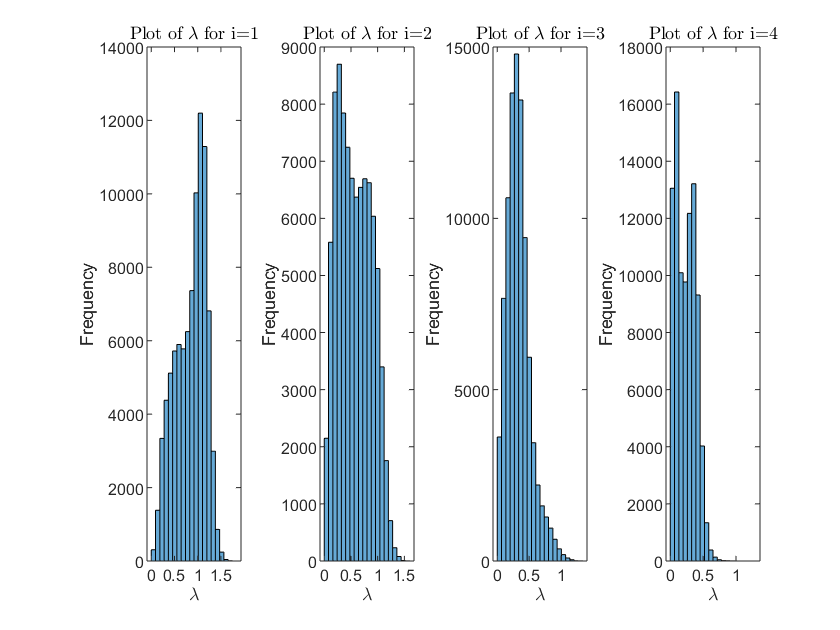 Plot of λ for i=1
14000
12000
10000
8000
6000
4000
2000
0
Frequency
0 0.5 1 1.5
λ
Plot of λ for i=2
9000
8000
7000
6000
5000
4000
3000
2000
1000
0
Frequency
0 0.5 1 1.5
λ
Plot of λ for i=3
15000
10000
5000
0
Frequency
0 0.5 1
λ
Plot of λ for i=4
18000
16000
14000
12000
10000
8000
6000
4000
2000
0
Frequency
0 0.5 1
λ